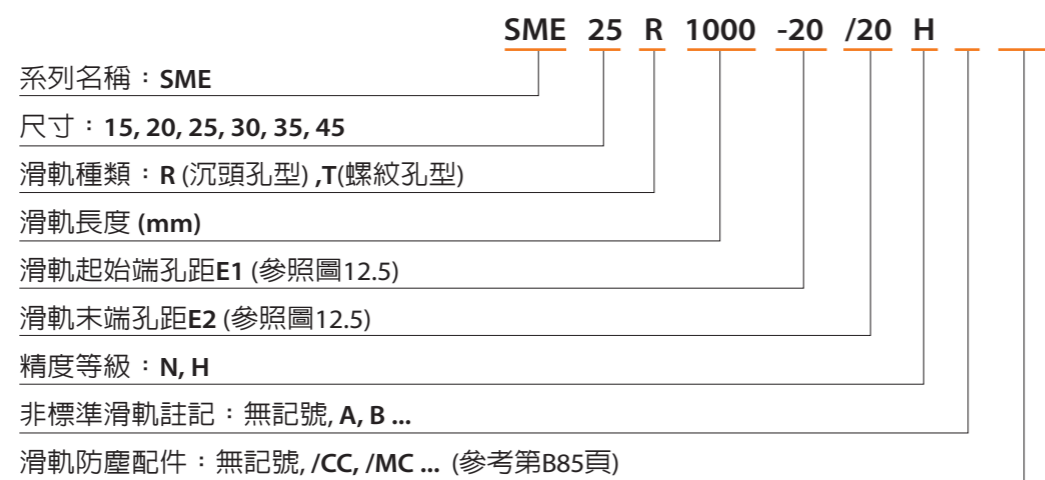 SME 25 R 1000 -20 /20 H
系列名稱：SME
尺寸：15, 20, 25, 30, 35, 45
滑軌種類：R (沉頭孔型) ,T(螺紋孔型)
滑軌長度 (mm)
滑軌起始端孔距E1 (參照圖12.5)
滑軌末端孔距E2 (參照圖12.5)
精度等級：N, H
非標準滑軌註記：無記號, A, B ...
滑軌防塵配件：無記號, /CC, /MC ... (參考第B85頁)